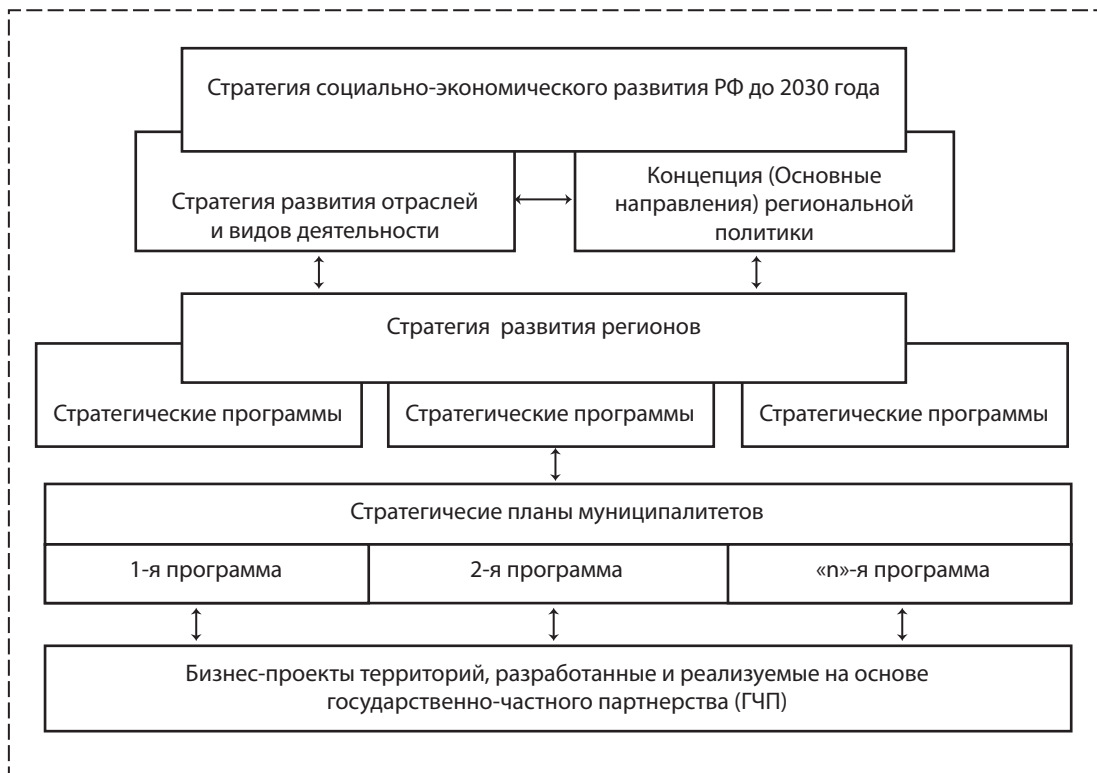 Стратегия социально-экономического развития РФ до 2030 года
Стратегия развития отраслей
и видов деятельности
Концепция (Основные
направления) региональной
политики
Стратегия развития регионов
Стратегические программы
Стратегические программы
Стратегические программы
Стратегичесие планы муниципалитетов
1-я программа
2-я программа
«n»-я программа
Бизнес-проекты территорий, разработанные и реализуемые на основе
государственно-частного партнерства (ГЧП)